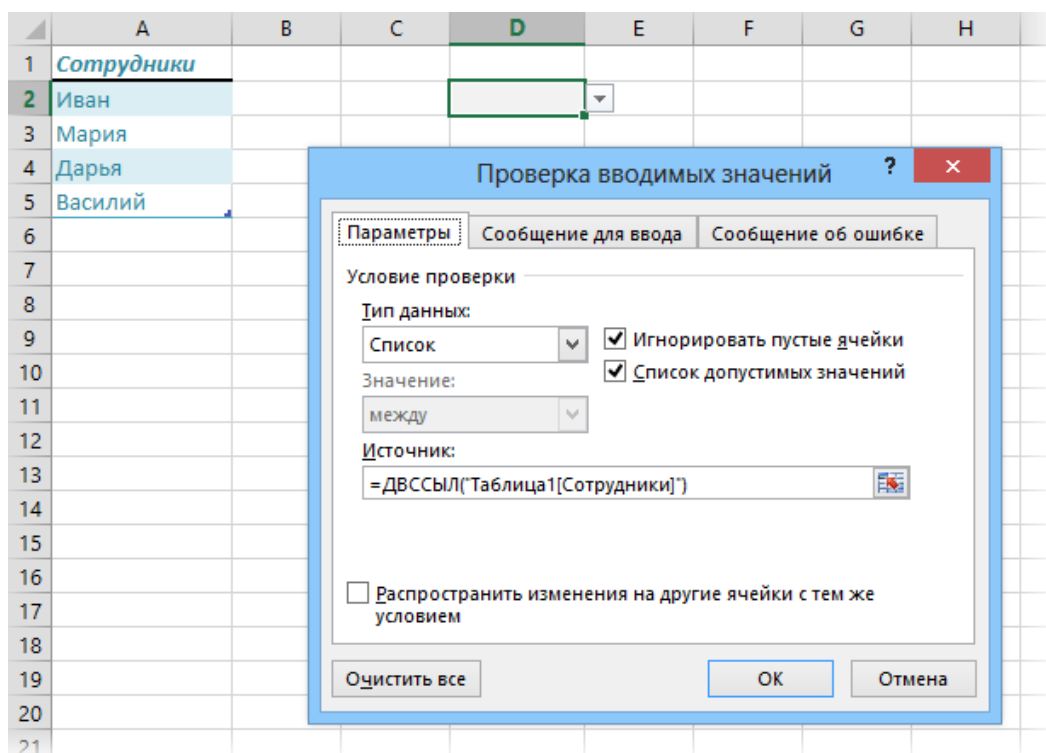 A B C D E F G H
1 Сотрудники
2 Иван
3 Мария
4 Дарья
5 Василий
6
7
8
9
10
11
12
13
14
15
16
17
18
19
20
21
Проверка вводимых значений ?
Параметры Сообщение для ввода Сообщение об ошибке
Условие проверки
Тип данных:
Список
Игнорировать пустые ячейки
Значение:
Список допустимых значений
между
Источник:
=ДВССЫЛ("Таблица1[Сотрудники]")
Распространить изменения на другие ячейки с тем же
условием
Очистить все ОК Отмена